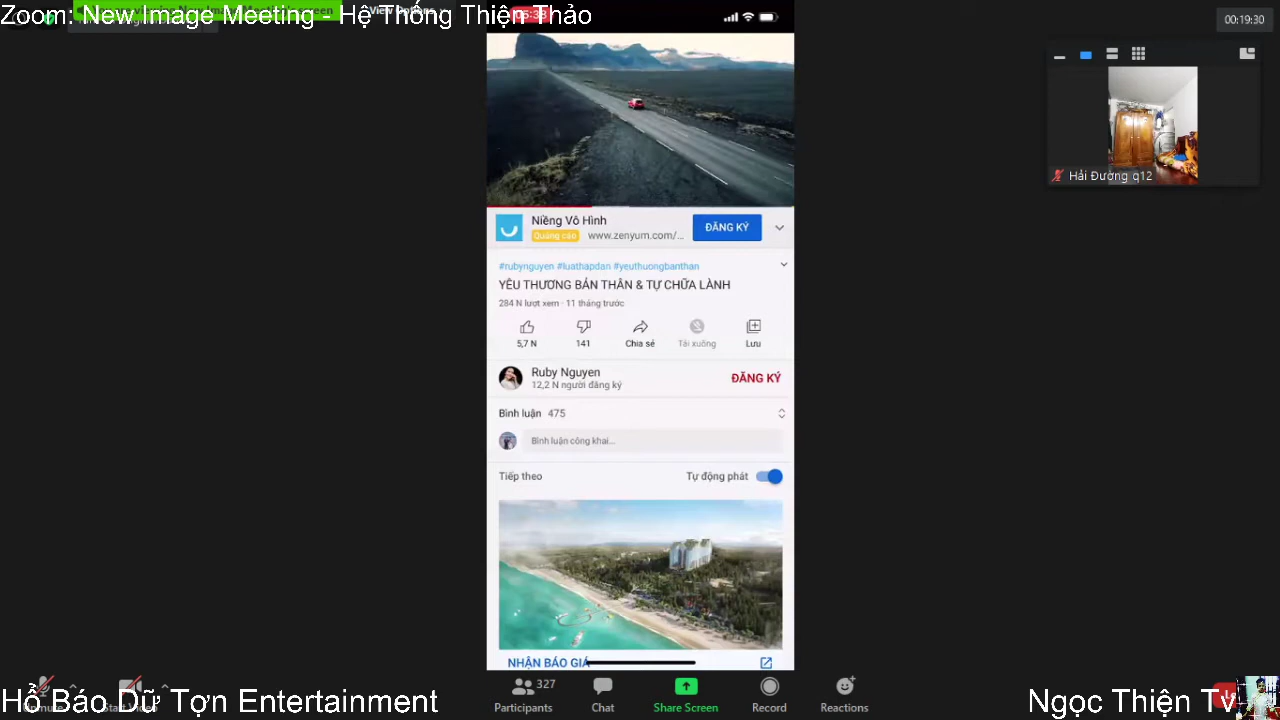 Zoom: New Image Meeting - Hệ Thống Thiện Thảo
00:19:30
Hải Đường q12
Niềng Vô Hình
Quảng cáo www.zenyum.com/...
ĐĂNG KÝ
#rubynguyen #luathapdan #yeuthuongbanthan
YÊU THƯƠNG BẢN THÂN & TỰ CHỮA LÀNH
284 N lượt xem · 11 tháng trước
5,7 N
141
Chia sẻ
Tải xuống
Lưu
Ruby Nguyen
12,2 N người đăng ký
ĐĂNG KÝ
Bình luận 475
Bình luận công khai...
Tiếp theo
Tự động phát
NHẬN BÁO GIÁ
327
Participants
Chat
Share Screen
Record
Reactions
Hổ Báo Dữ Tợn Entertainment
Ngọc Thiện Tv